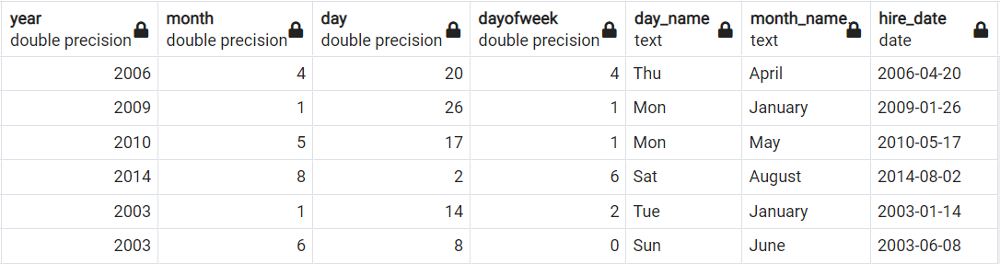 year month day dayofweek day_name month_name hire_date
double precision double precision double precision double precision text text date
2006 4 20 4 Thu April 2006-04-20
2009 1 26 1 Mon January 2009-01-26
2010 5 17 1 Mon May 2010-05-17
2014 8 2 6 Sat August 2014-08-02
2003 1 14 2 Tue January 2003-01-14
2003 6 8 0 Sun June 2003-06-08